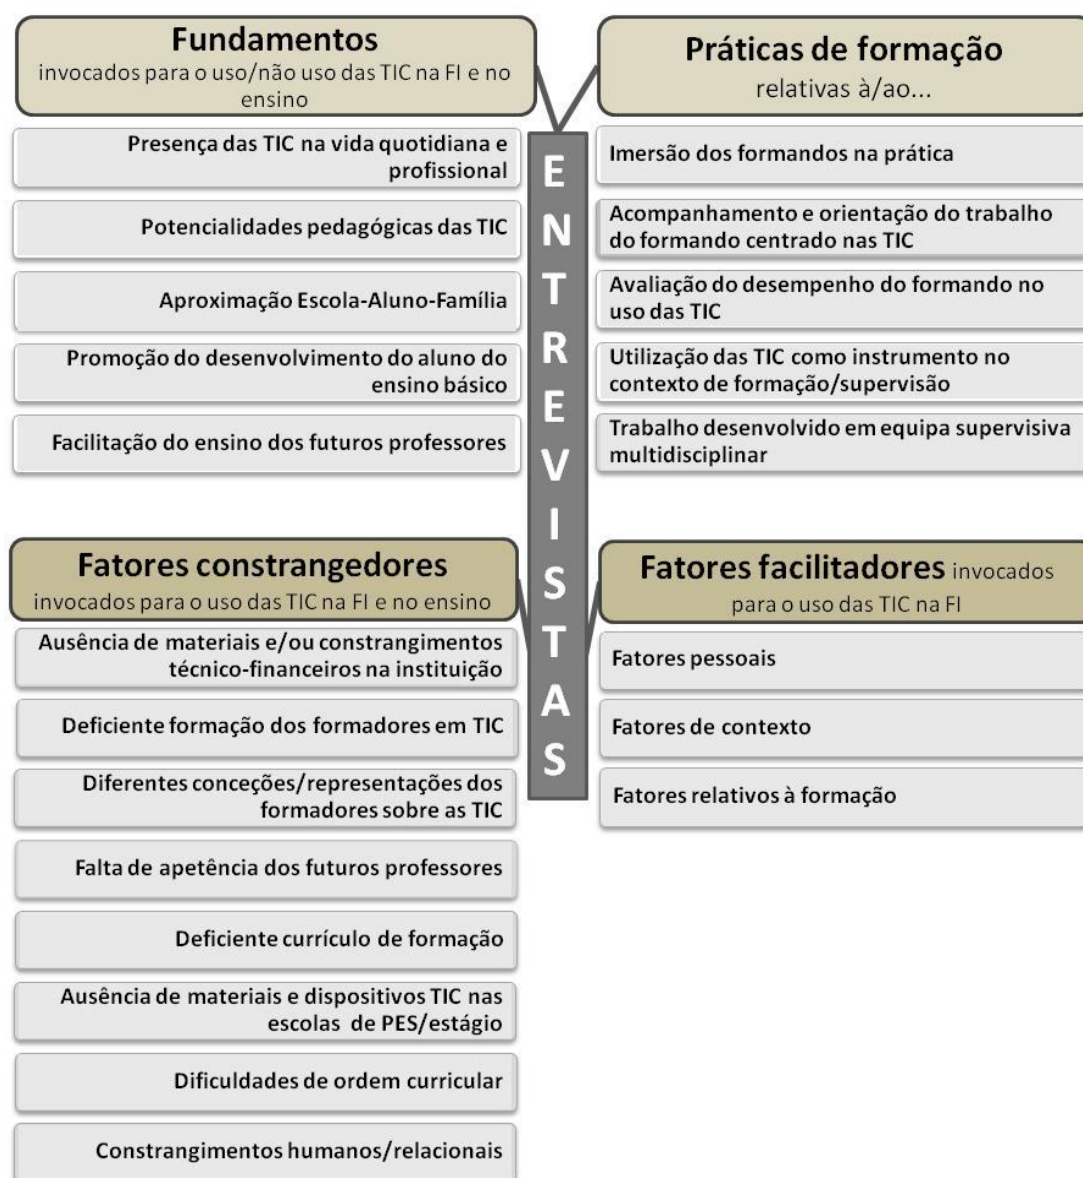 Fundamentos
invocados para o uso/não uso das TIC na FI e no
ensino
Presença das TIC na vida quotidiana e
profissional
Potencialidades pedagógicas das TIC
Aproximação Escola-Aluno-Família
Promoção do desenvolvimento do aluno do
ensino básico
Facilitação do ensino dos futuros professores
Práticas de formação
relativas à/ao...
Imersão dos formandos na prática
Acompanhamento e orientação do trabalho
do formando centrado nas TIC
Avaliação do desempenho do formando no
uso das TIC
Utilização das TIC como instrumento no
contexto de formação/supervisão
Trabalho desenvolvido em equipa supervisiva
multidisciplinar
ENTREVISTAS
Fatores constrangedores
invocados para o uso das TIC na FI e no ensino
Ausência de materiais e/ou constrangimentos
técnico-financeiros na instituição
Deficiente formação dos formadores em TIC
Diferentes conceções/representações dos
formadores sobre as TIC
Falta de apetência dos futuros professores
Deficiente currículo de formação
Ausência de materiais e dispositivos TIC nas
escolas de PES/estágio
Dificuldades de ordem curricular
Constrangimentos humanos/relacionais
Fatores facilitadores invocados
para o uso das TIC na FI
Fatores pessoais
Fatores de contexto
Fatores relativos à formação